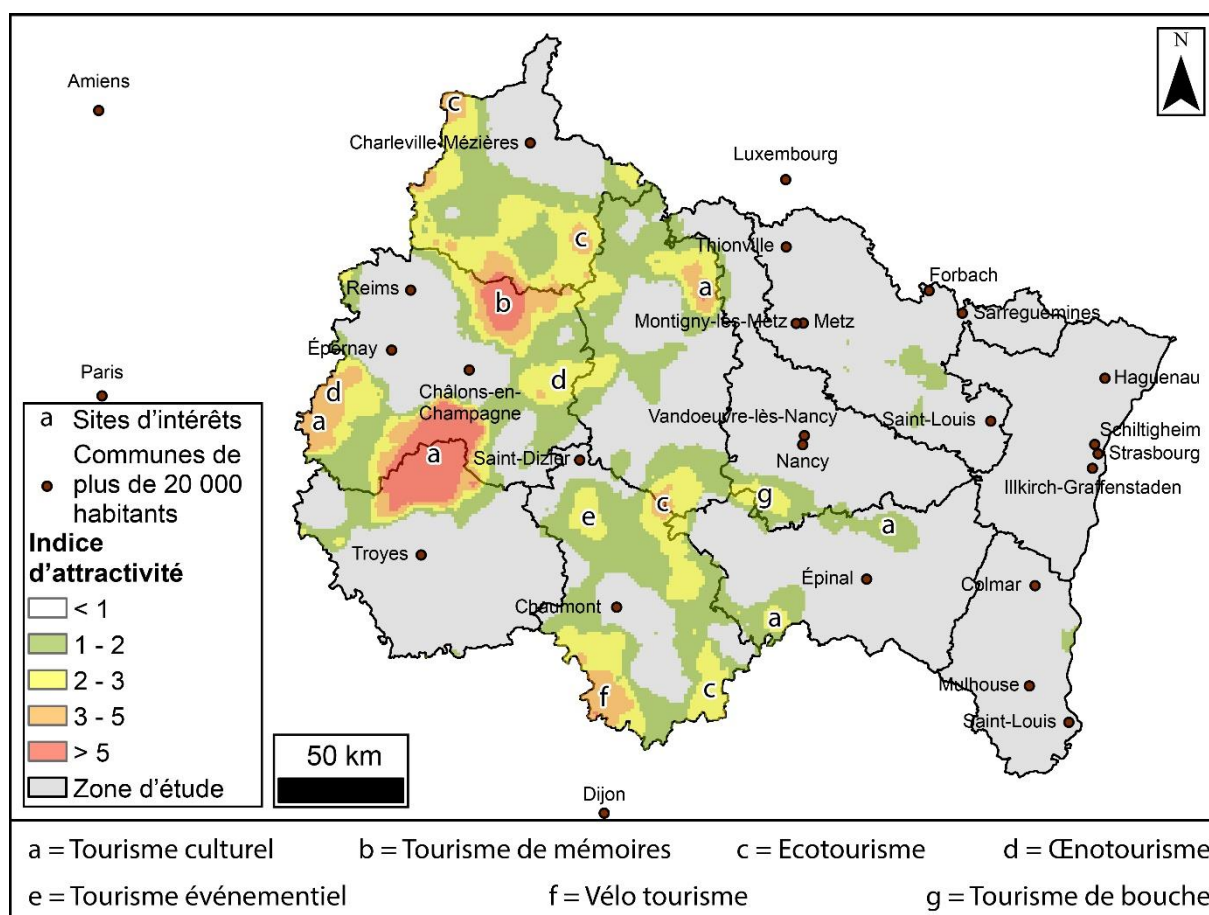 N
Amiens
c
Charleville-Mézières
Luxembourg
c
Thionville
Forbach
Reims
b
a
Sarreguemines
Montigny-lès-Metz
Metz
Épernay
Haguenau
Paris
d
d
Châlons-en-
Champagne
Vandoeuvre-lès-Nancy
Saint-Louis
a
Schiltigheim
Strasbourg
a
Saint-Dizier
Nancy
Illkirch-Graffenstaden
c
g
e
a
Troyes
Épinal
Colmar
Chaumont
a
f
c
Mulhouse
Saint-Louis
Dijon
a Sites d'intérêts
Communes de
plus de 20 000
habitants
Indice
d'attractivité
< 1
1 - 2
2 - 3
3 - 5
> 5
Zone d'étude
50 km
a = Tourisme culturel b = Tourisme de mémoires c = Ecotourisme d = Œnotourisme
e = Tourisme événementiel f = Vélo tourisme g = Tourisme de bouche